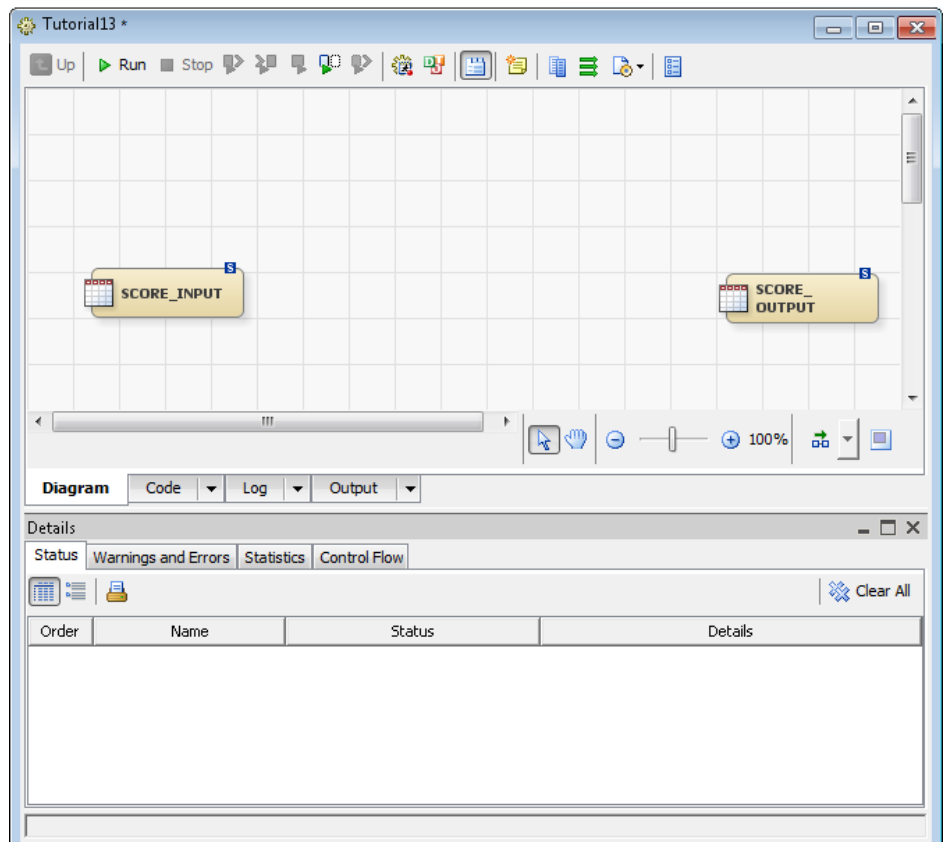 Tutorial13 *
Up Run Stop
S
SCORE_INPUT
S
SCORE_
OUTPUT
100%
Diagram Code Log Output
Details
Status Warnings and Errors Statistics Control Flow
Clear All
Order Name Status Details